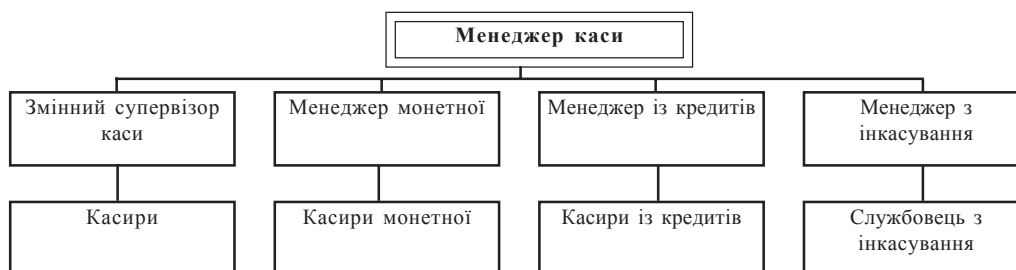 Менеджер каси
Змінний супервізор
каси
Менеджер монетної
Менеджер із кредитів
Менеджер з
інкасування
Касири
Касири монетної
Касири із кредитів
Службовець з
інкасування